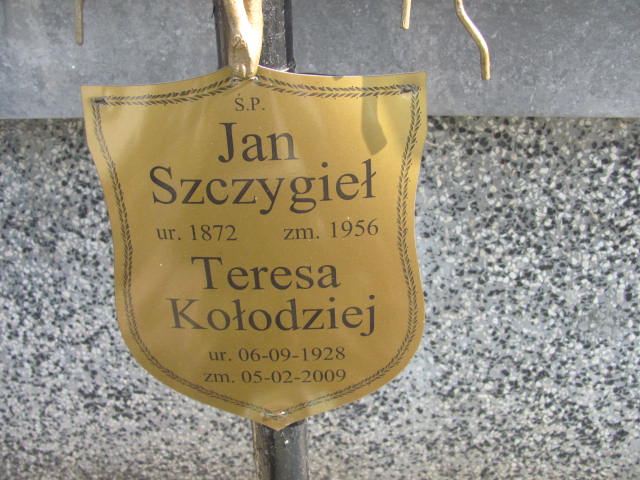 Ś.P.
Jan
Szczygieł
ur. 1872 zm. 1956
Teresa
Kołodziej
ur. 06-09-1928
zm. 05-02-2009